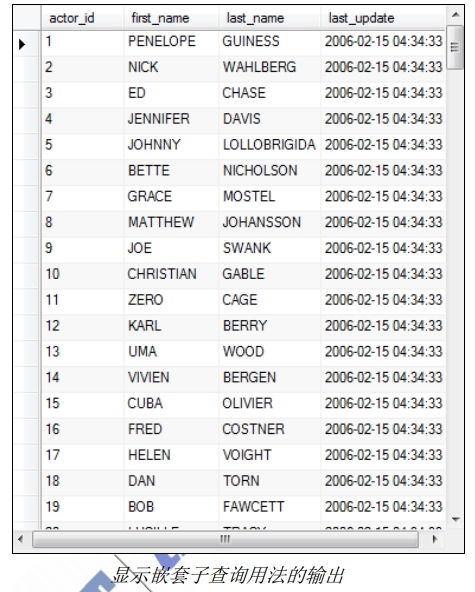 actor_id first_name last_name last_update
1 PENELOPE GUINESS 2006-02-15 04:34:33
2 NICK WAHLBERG 2006-02-15 04:34:33
3 ED CHASE 2006-02-15 04:34:33
4 JENNIFER DAVIS 2006-02-15 04:34:33
5 JOHNNY LOLLOBRIGIDA 2006-02-15 04:34:33
6 BETTE NICHOLSON 2006-02-15 04:34:33
7 GRACE MOSTEL 2006-02-15 04:34:33
8 MATTHEW JOHANSSON 2006-02-15 04:34:33
9 JOE SWANK 2006-02-15 04:34:33
10 CHRISTIAN GABLE 2006-02-15 04:34:33
11 ZERO CAGE 2006-02-15 04:34:33
12 KARL BERRY 2006-02-15 04:34:33
13 UMA WOOD 2006-02-15 04:34:33
14 VIVIEN BERGEN 2006-02-15 04:34:33
15 CUBA OLIVIER 2006-02-15 04:34:33
16 FRED COSTNER 2006-02-15 04:34:33
17 HELEN VOIGHT 2006-02-15 04:34:33
18 DAN TORN 2006-02-15 04:34:33
19 BOB FAWCETT 2006-02-15 04:34:33
显示嵌套子查询用法的输出